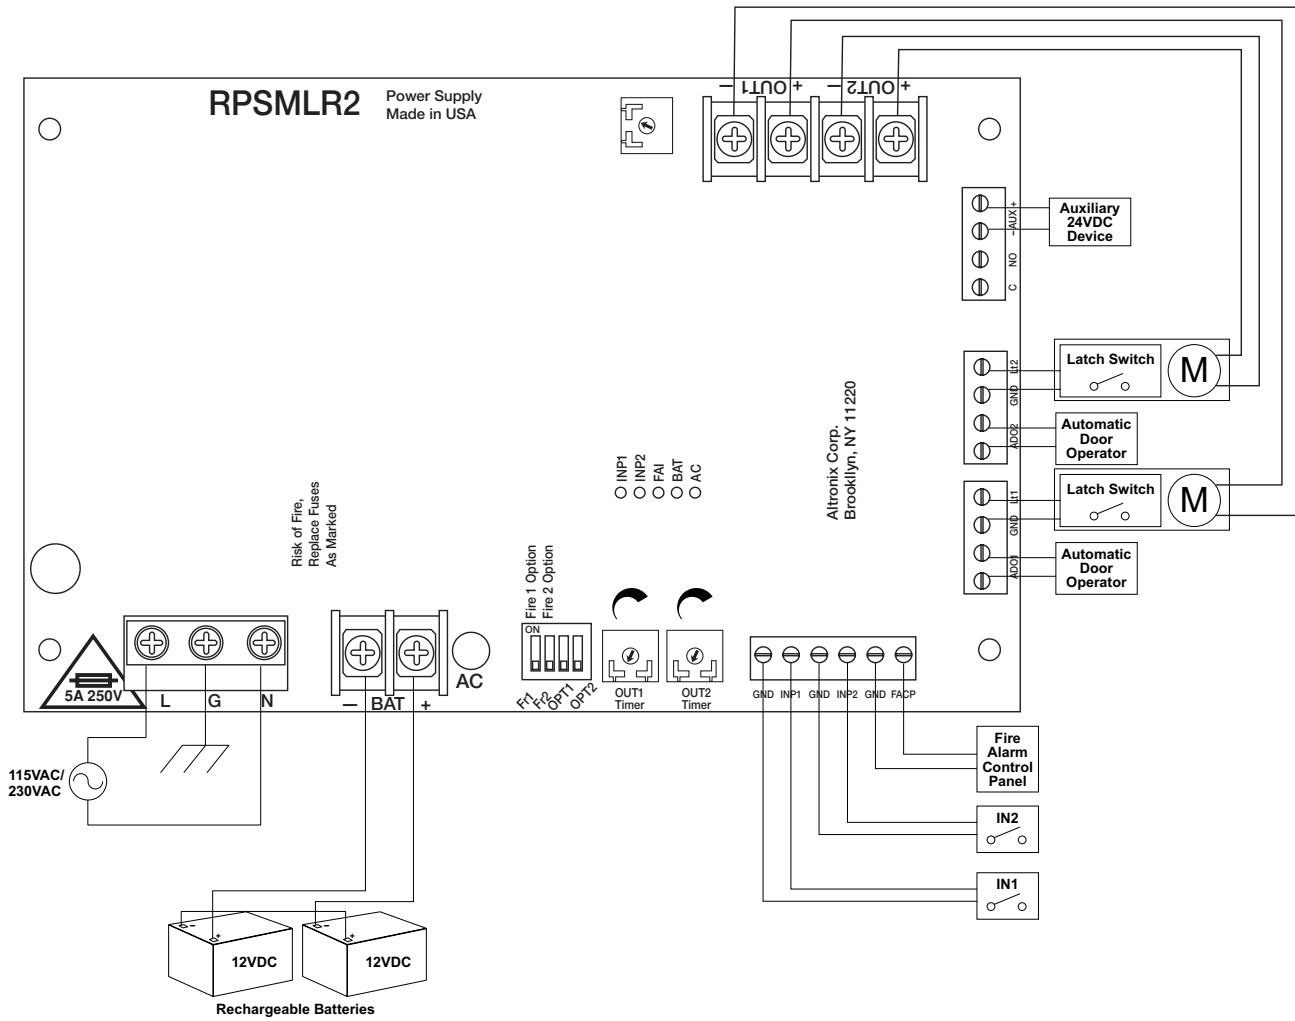 − OUT1 + − OUT2 +
RPSMLR2
Power Supply
Made in USA
− AUX +
NO
C
Auxiliary
24VDC
Device
Lt2
GND
ADO2
Latch Switch
M
Automatic
Door
Operator
Lt1
GND
ADO1
Latch Switch
M
Automatic
Door
Operator
Altronix Corp.
Brookllyn, NY 11220
INP1
INP2
FAI
BAT
AC
Risk of Fire,
Replace Fuses
As Marked
Fire 1 Option
Fire 2 Option
ON
Fr1
Fr2
OPT1
OPT2
OUT1
Timer
OUT2
Timer
GND INP1 GND INP2 GND FACP
5A 250V
L G N
− BAT +
AC
115VAC/
230VAC
Fire
Alarm
Control
Panel
IN2
IN1
- +
- +
12VDC
12VDC
Rechargeable Batteries